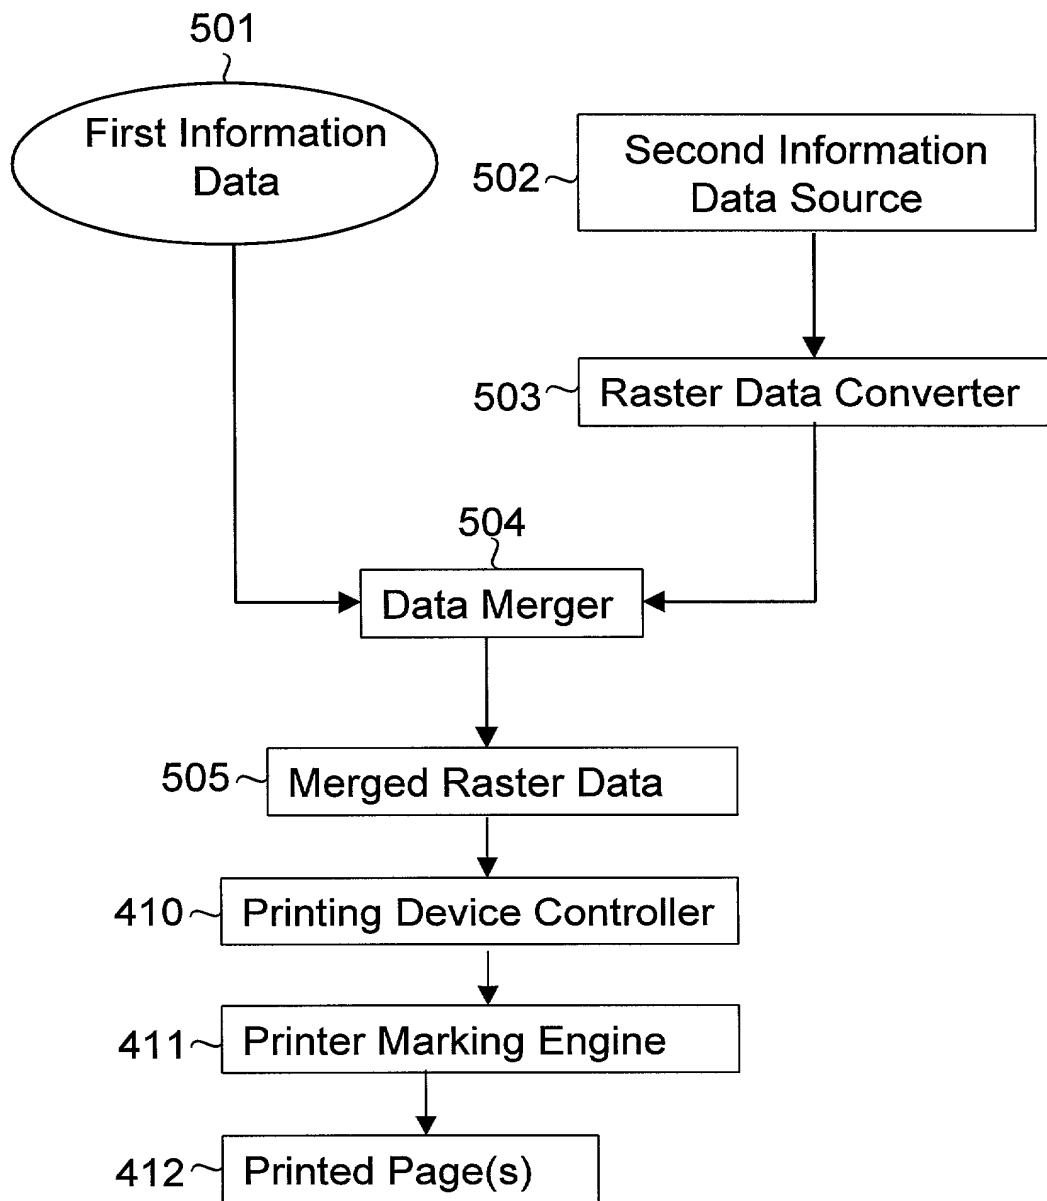 501
First Information
Data
502
Second Information
Data Source
503
Raster Data Converter
504
Data Merger
505
Merged Raster Data
410
Printing Device Controller
411
Printer Marking Engine
412
Printed Page(s)